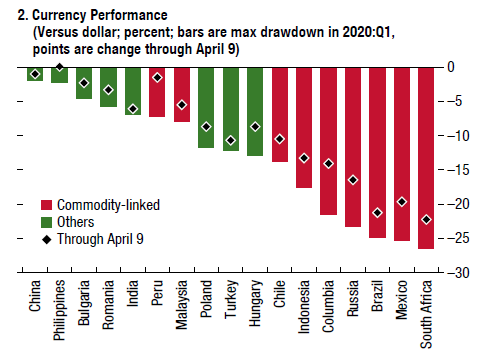 2. Currency Performance
(Versus dollar; percent; bars are max drawdown in 2020:Q1,
points are change through April 9)
0
–5
–10
–15
–20
–25
–30
Commodity-linked
Others
Through April 9
China
Philippines
Bulgaria
Romania
India
Peru
Malaysia
Poland
Turkey
Hungary
Chile
Indonesia
Columbia
Russia
Brazil
Mexico
South Africa